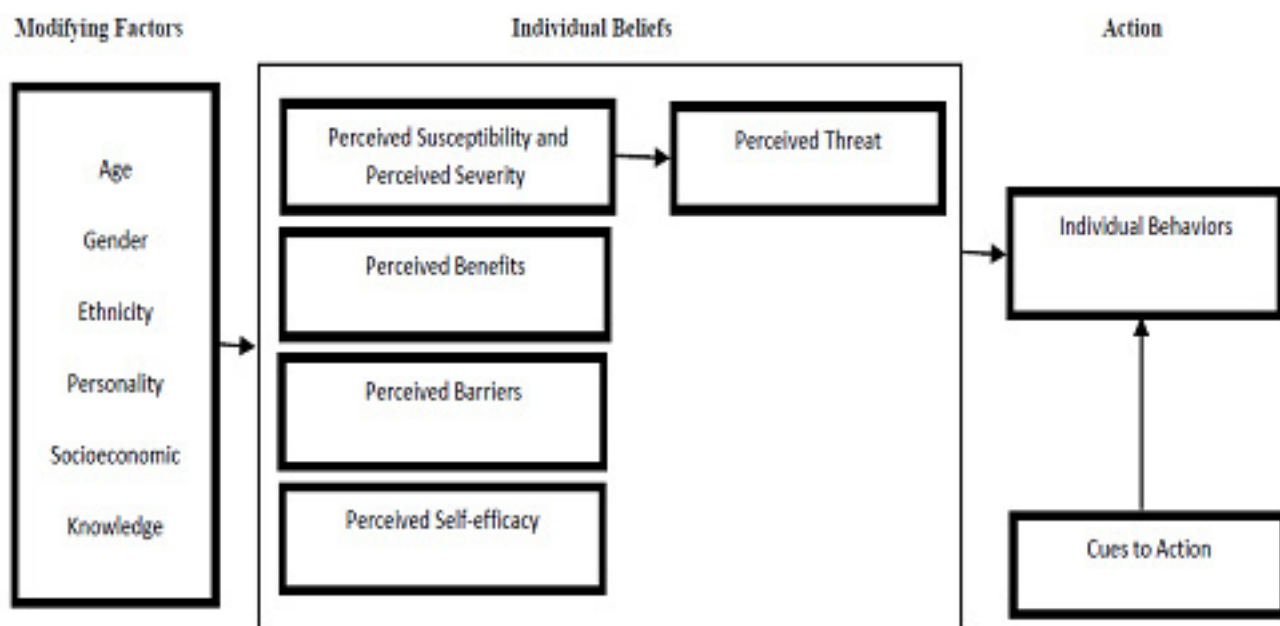 Modifying Factors
Individual Beliefs
Action
Age
Gender
Ethnicity
Personality
Socioeconomic
Knowledge
Perceived Susceptibility and
Perceived Severity
Perceived Threat
Perceived Benefits
Perceived Barriers
Perceived Self-efficacy
Individual Behaviors
Cues to Action